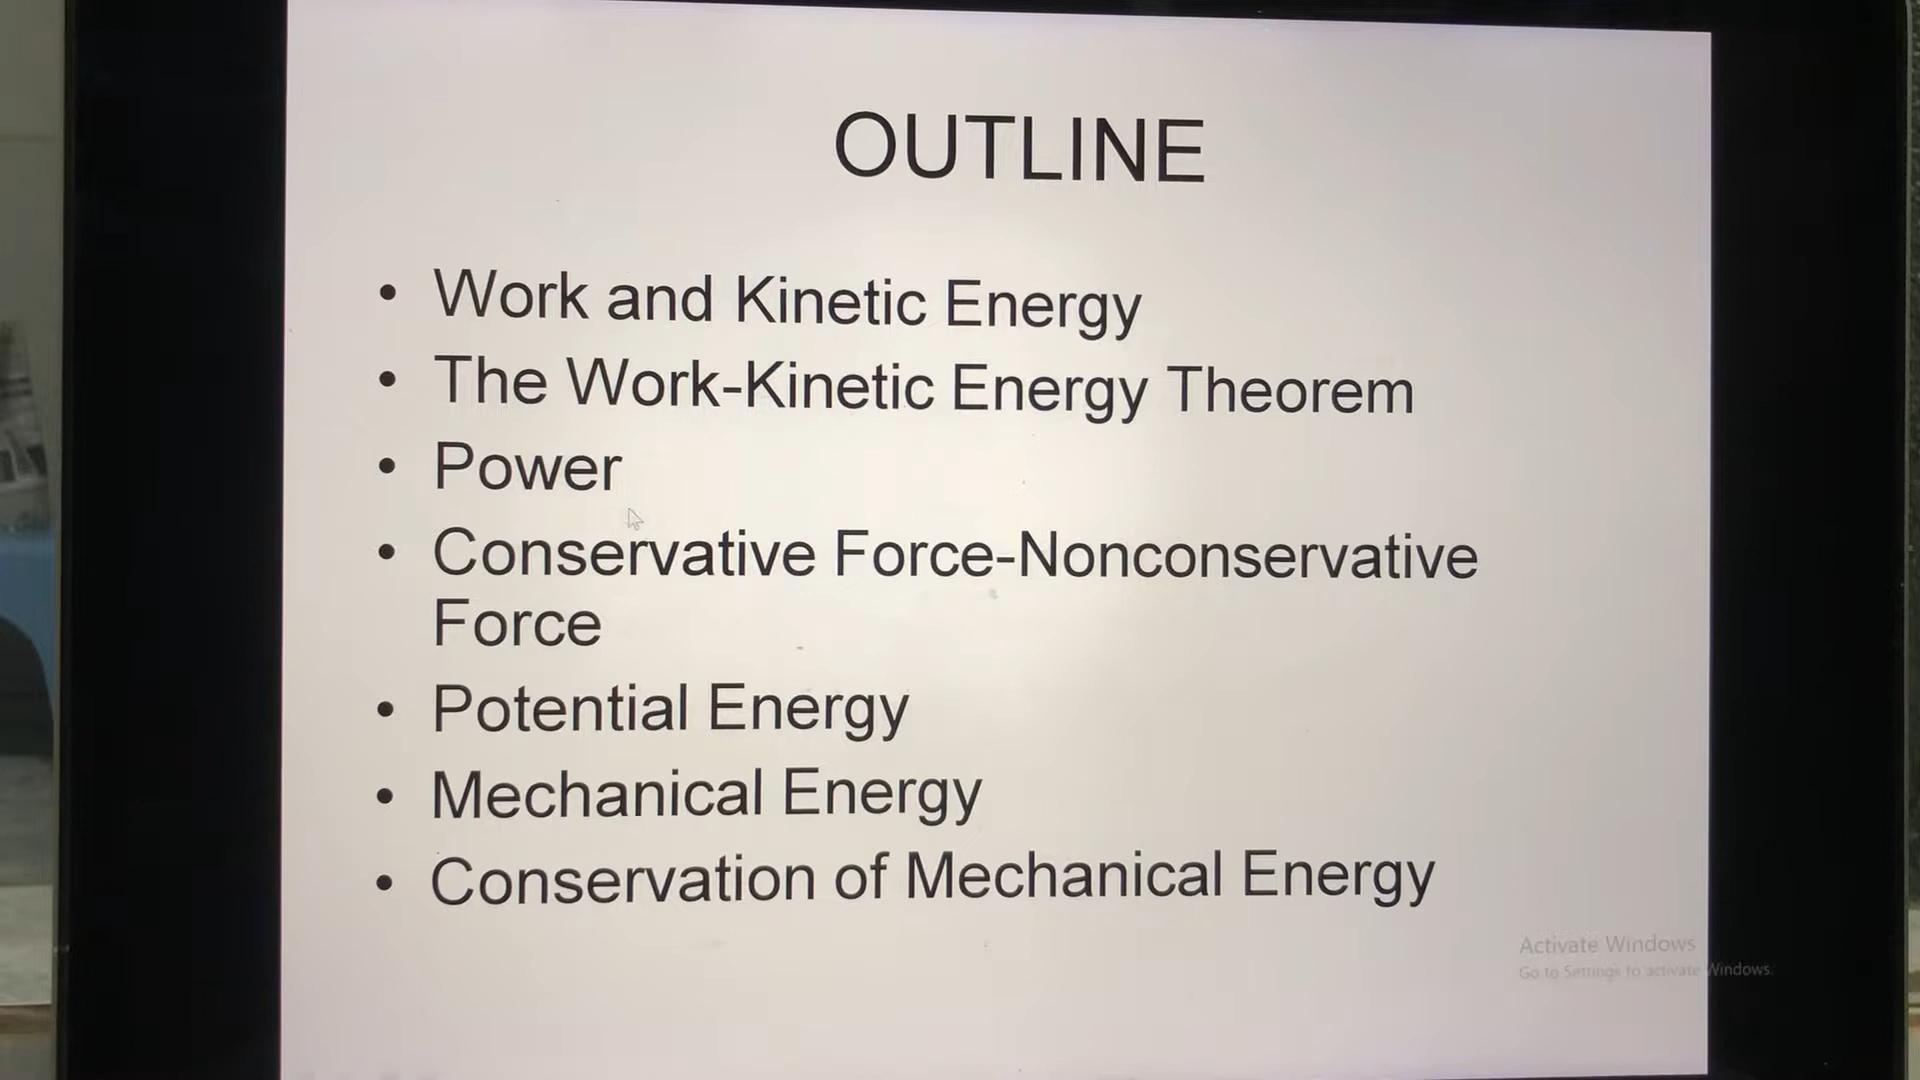 OUTLINE
• Work and Kinetic Energy
• The Work-Kinetic Energy Theorem
• Power
• Conservative Force-Nonconservative
Force
• Potential Energy
• Mechanical Energy
• Conservation of Mechanical Energy
Activate Windows
Go to Settings to activate Windows.